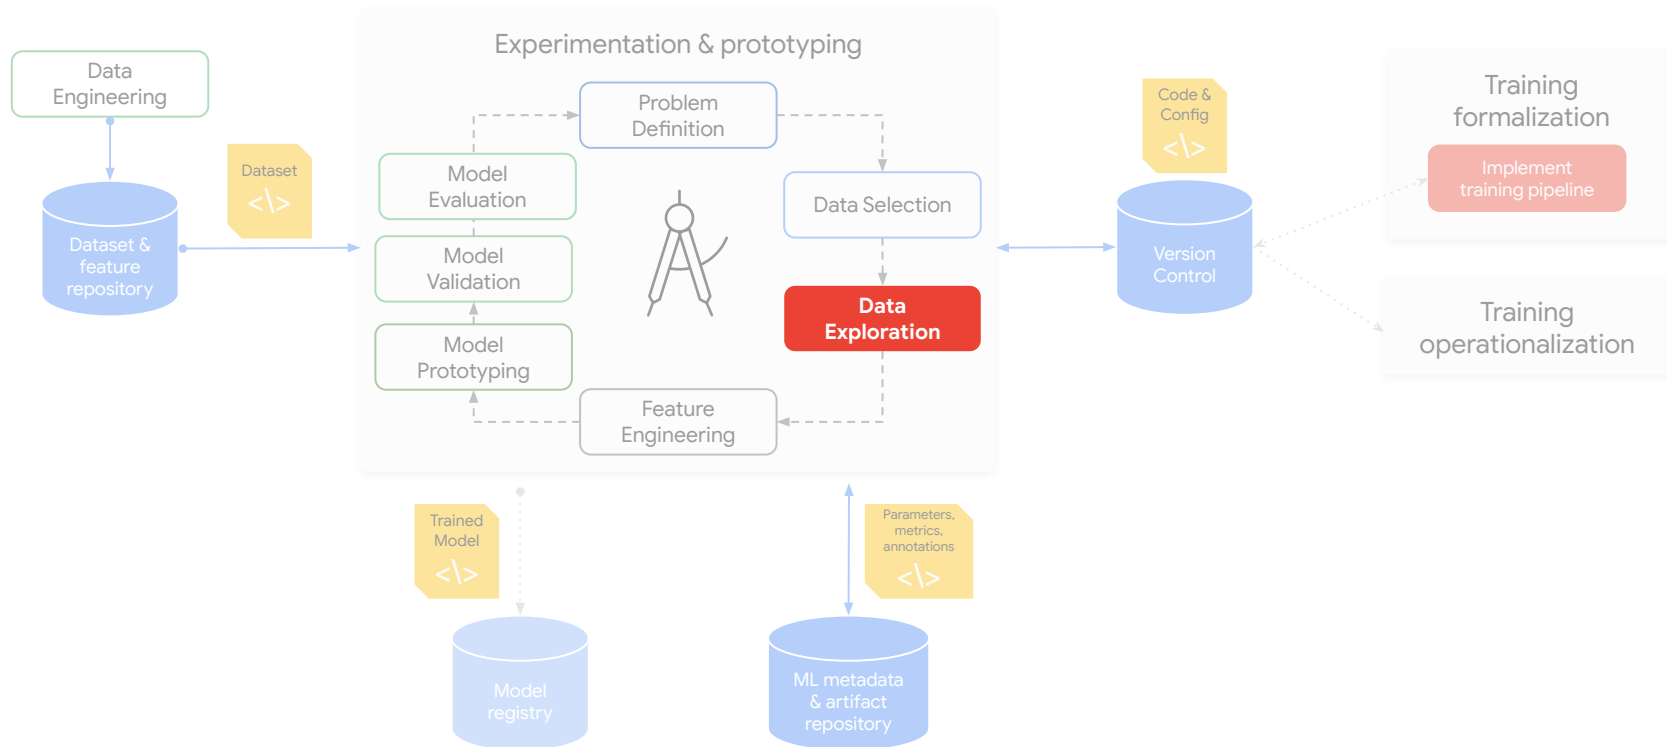 Experimentation & prototyping
Data
Engineering
Dataset
</>
Dataset &
feature
repository
Problem
Definition
Data Selection
Data
Exploration
Feature
Engineering
Model
Prototyping
Model
Validation
Model
Evaluation
Code &
Config
</>
Version
Control
Training
formalization
Implement
training pipeline
Training
operationalization
Trained
Model
</>
Model
registry
Parameters,
metrics,
annotations
</>
ML metadata
& artifact
repository